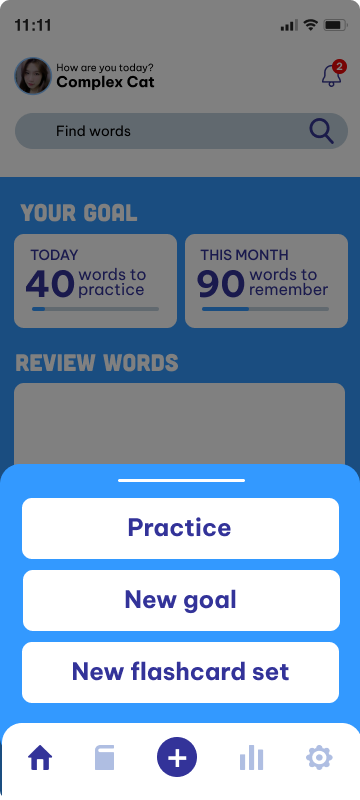 11:11
How are you today?
Complex Cat
2
Find words
YOUR GOAL
TODAY
40 words to
practice
THIS MONTH
90 words to
remember
REVIEW WORDS
Practice
New goal
New flashcard set